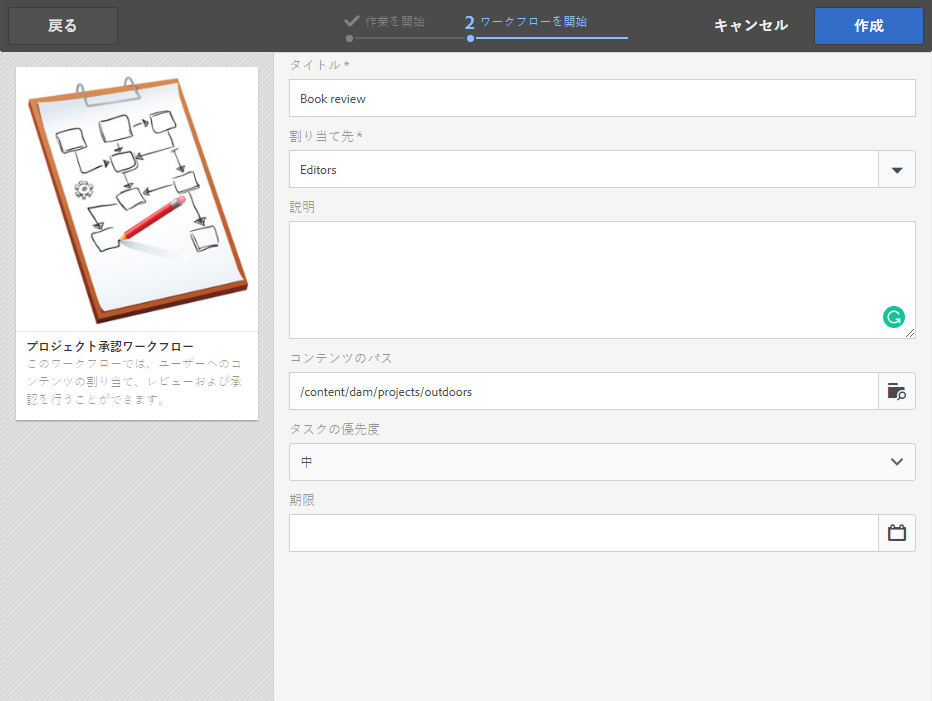 戻る
作業を開始
2 ワークフローを開始
キャンセル
作成
プロジェクト承認ワークフロー
このワークフローでは、ユーザーへのコ
ンテンツの割り当て、レビューおよび承
認を行うことができます。
タイトル *
Book review
割り当て先 *
Editors
説明
コンテンツのパス
/content/dam/projects/outdoors
タスクの優先度
中
期限